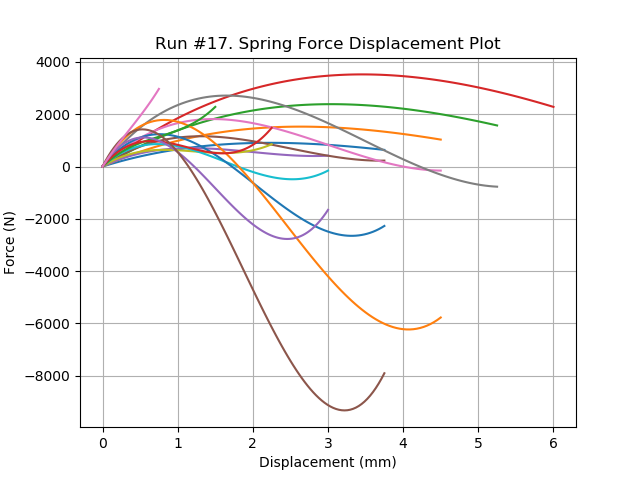 Run #17. Spring Force Displacement Plot
4000
2000
0
−2000
−4000
−6000
−8000
Force (N)
0 1 2 3 4 5 6
Displacement (mm)